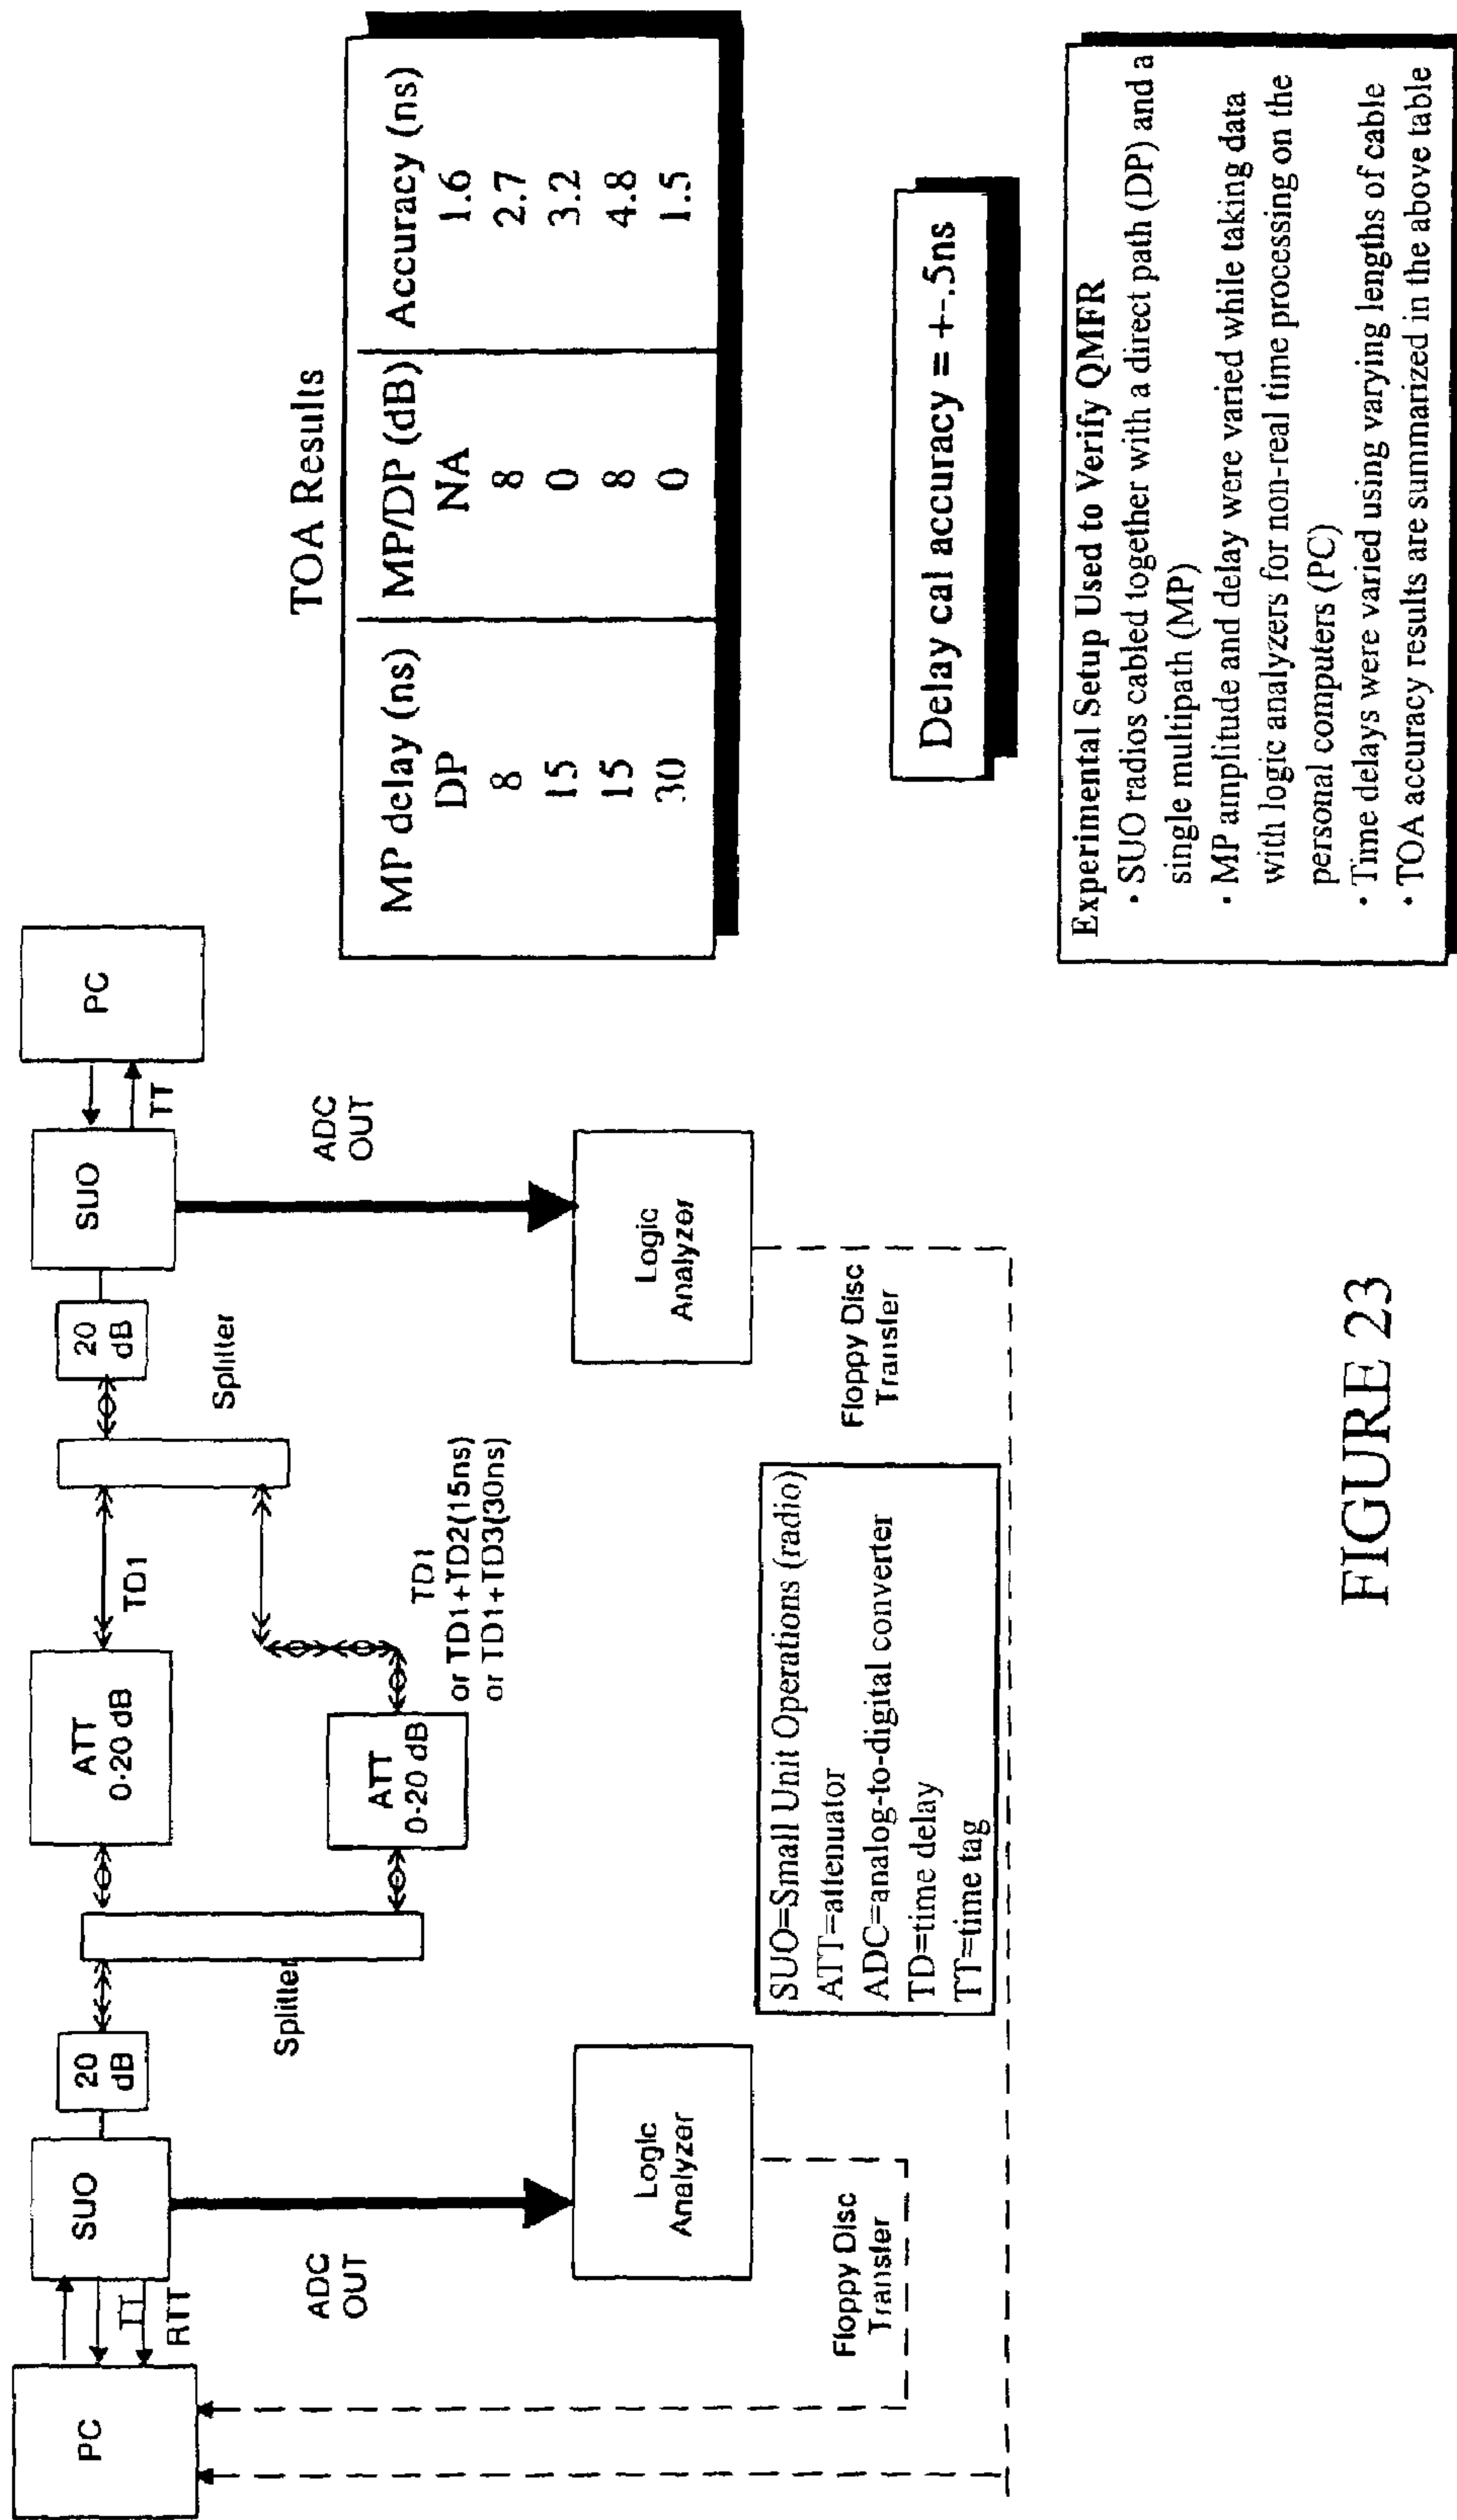 PC
TT
RTT
SUO
20
dB
Splitter
ATT
0-20 dB
TD1
Splitter
20
dB
SUO
TT
PC
ATT
0-20 dB
TD1
or TD1+TD2(15ns)
or TD1+TD3(30ns)
ADC
OUT
ADC
OUT
Logic
Analyzer
Logic
Analyzer
Floppy Disc
Transfer
Floppy Disc
Transfer
SUO=Small Unit Operations (radio)
ATT=attenuator
ADC=analog-to-digital converter
TD=time delay
TT=time tag
TOA Results
MP delay (ns) MP/DP (dB) Accuracy (ns)
DP NA 1.6
8 8 2.7
15 0 3.2
15 8 4.8
30 0 1.5
Delay cal accuracy = +-.5ns
Experimental Setup Used to Verify QMFR
· SUO radios cabled together with a direct path (DP) and a
single multipath (MP)
· MP amplitude and delay were varied while taking data
with logic analyzers for non-real time processing on the
personal computers (PC)
· Time delays were varied using varying lengths of cable
· TOA accuracy results are summarized in the above table
FIGURE 23